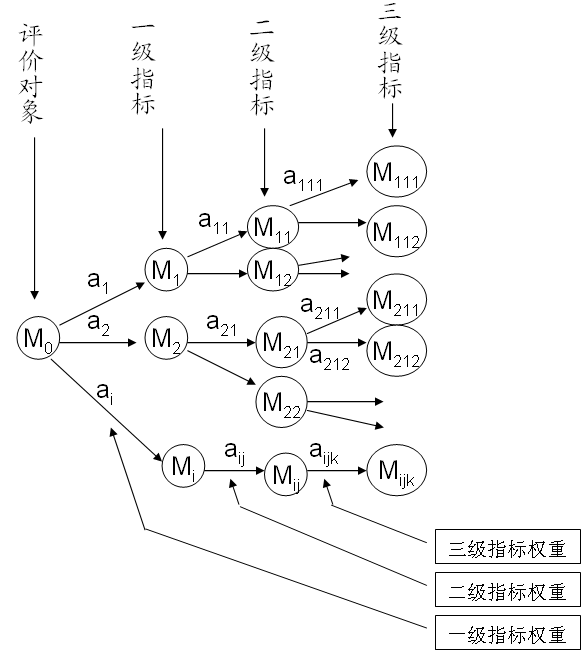 评价对象
一级指标
二级指标
三级指标
a₁₁₁
M₁₁₁
a₁₁
M₁₁
M₁₁₂
a₁
M₁
M₁₂
M₀
a₂
M₂
a₂₁
M₂₁
a₂₁₁
M₂₁₁
a₂₁₂
M₂₁₂
M₂₂
aᵢ
Mᵢ
aᵢⱼ
Mᵢⱼ
aᵢⱼₖ
Mᵢⱼₖ
三级指标权重
二级指标权重
一级指标权重